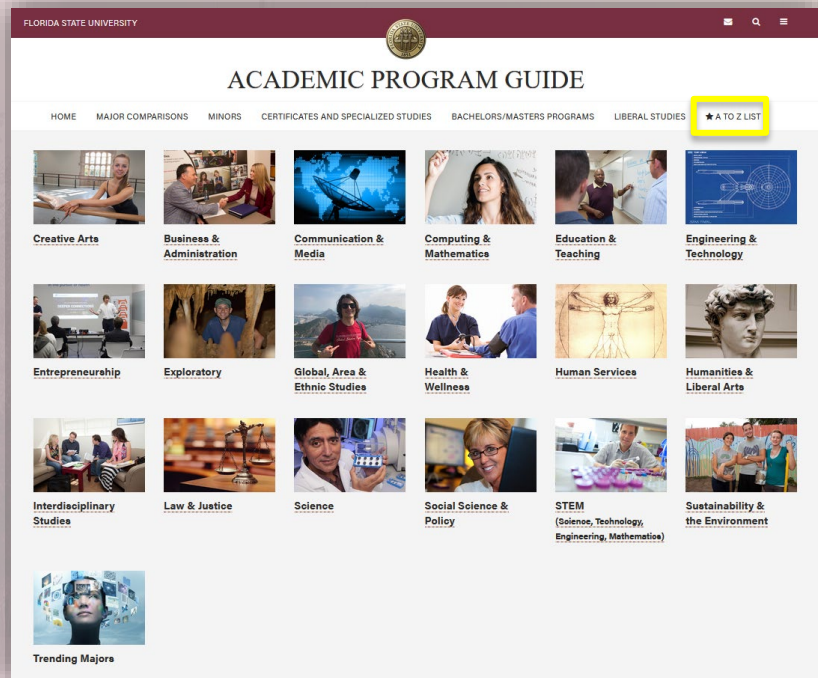 FLORIDA STATE UNIVERSITY
ACADEMIC PROGRAM GUIDE
HOME MAJOR COMPARISONS MINORS CERTIFICATES AND SPECIALIZED STUDIES BACHELORS/MASTERS PROGRAMS LIBERAL STUDIES ★ A TO Z LIST
Creative Arts
Business &
Administration
Communication &
Media
Computing &
Mathematics
Education &
Teaching
Engineering &
Technology
Entrepreneurship
Exploratory
Global, Area &
Ethnic Studies
Health &
Wellness
Human Services
Humanities &
Liberal Arts
Interdisciplinary
Studies
Law & Justice
Science
Social Science &
Policy
STEM
(Science, Technology,
Engineering, Mathematics)
Sustainability &
the Environment
Trending Majors